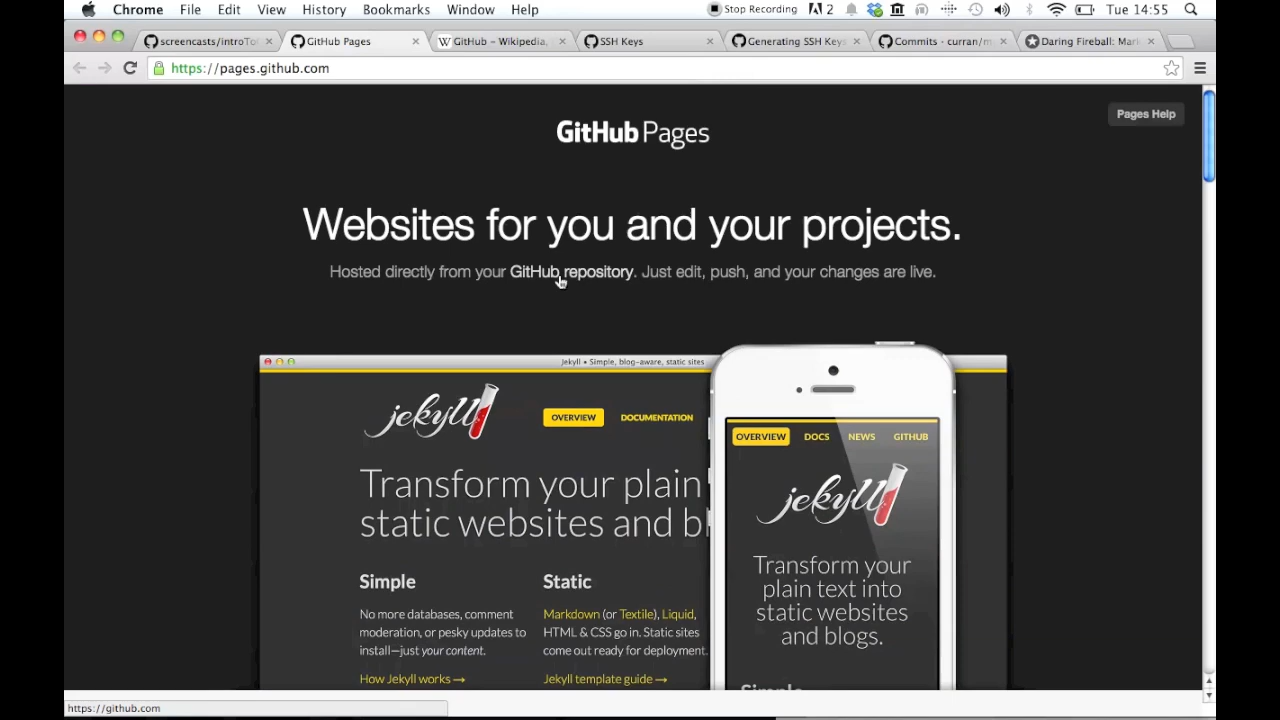 Chrome File Edit View History Bookmarks Window Help Stop Recording 2 Tue 14:55
screencasts/introTo GitHub Pages GitHub – Wikipedia, SSH Keys Generating SSH Keys Commits · curran/m Daring Fireball: Mar
https://pages.github.com
Pages Help
GitHub Pages
Websites for you and your projects.
Hosted directly from your GitHub repository. Just edit, push, and your changes are live.
Jekyll • Simple, blog-aware, static sites
jekyll OVERVIEW DOCUMENTATION
Transform your plain
static websites and bl
Simple
No more databases, comment
moderation, or pesky updates to
install—just your content.
How Jekyll works →
Static
Markdown (or Textile), Liquid,
HTML & CSS go in. Static sites
come out ready for deployment.
Jekyll template guide →
OVERVIEW DOCS NEWS GITHUB
jekyll
Transform your
plain text into
static websites
and blogs.
Simple
https://github.com